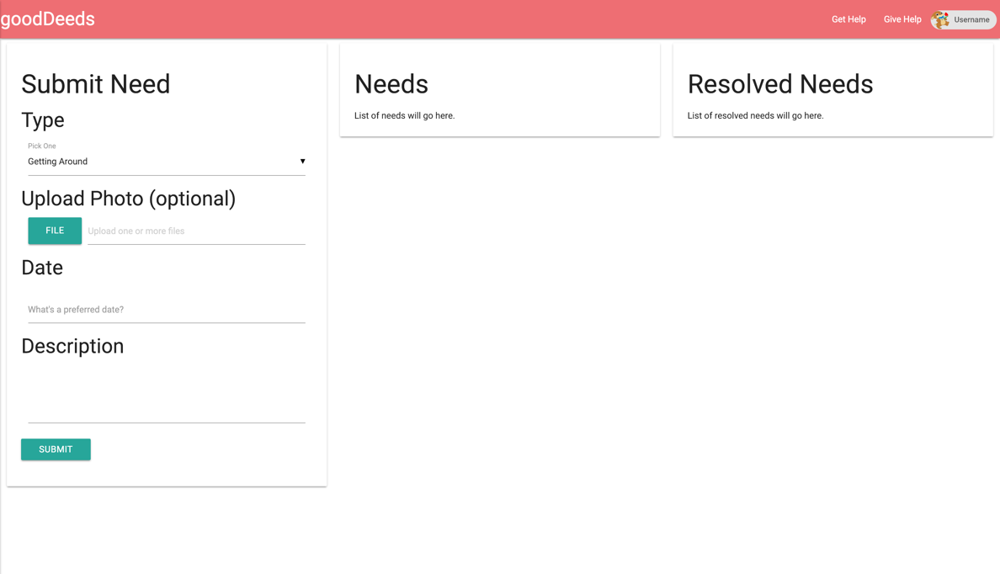 goodDeeds
Get Help
Give Help
Username
Submit Need
Type
Pick One
Getting Around
Upload Photo (optional)
FILE
Upload one or more files
Date
What's a preferred date?
Description
SUBMIT
Needs
List of needs will go here.
Resolved Needs
List of resolved needs will go here.